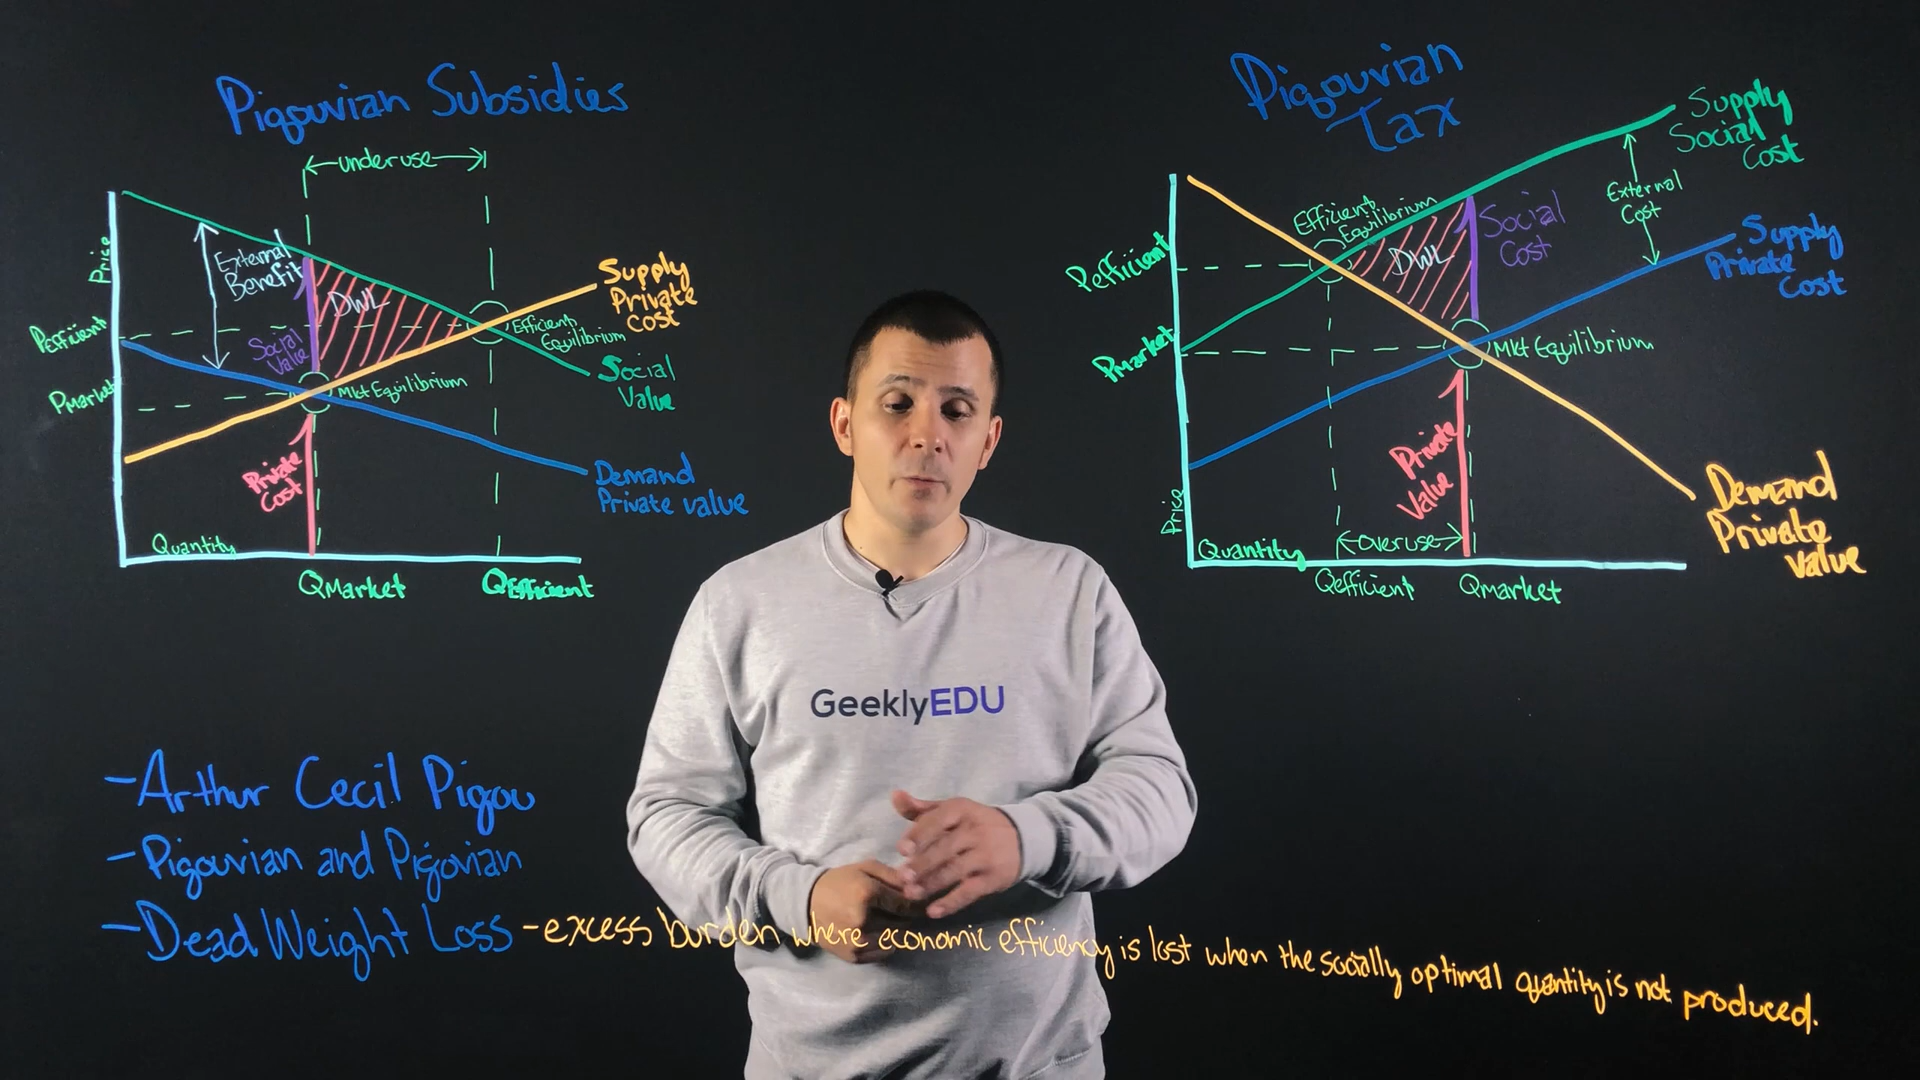 Pigouvian Subsidies
underuse
Price
External
Benefit
DWL
Social
Value
Pefficient
Pmarket
Supply
Private
Cost
Efficient
Equilibrium
Mkt Equilibrium
Social
Value
Private
Cost
Demand
Private value
Quantity
QMarket
QEfficient
Pigouvian
Tax
Supply
Social
Cost
External
Cost
Efficient
Equilibrium
Social
Cost
DWL
Supply
Private
Cost
Pefficient
Pmarket
Mkt Equilibrium
Private
Value
Price
Demand
Private
Value
Quantity
overuse
Qefficient
Qmarket
GeeklyEDU
-Arthur Cecil Pigou
-Pigouvian and Pigovian
-Dead Weight Loss -excess burden where economic efficiency is lost when the socially optimal quantity is not produced.